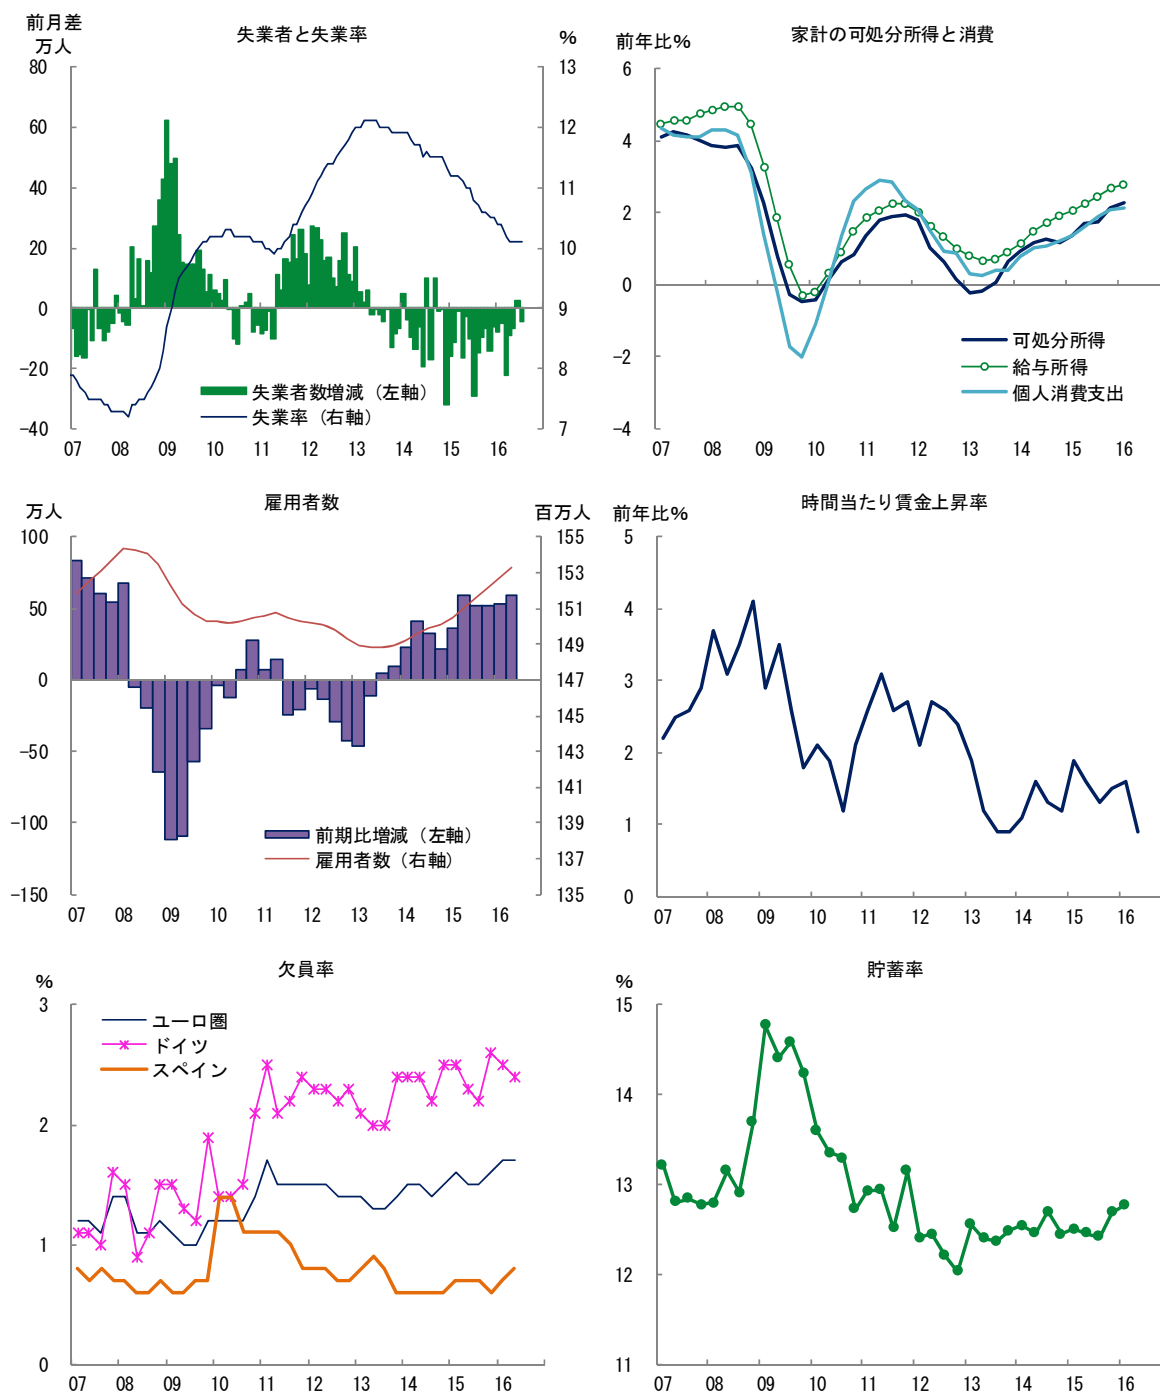 失業者と失業率
前月差
万人
%
80
60
40
20
0
−20
−40
13
12
11
10
9
8
7
失業者数増減（左軸）
失業率（右軸）
07 08 09 10 11 12 13 14 15 16
家計の可処分所得と消費
前年比%
6
4
2
0
−2
−4
可処分所得
給与所得
個人消費支出
07 08 09 10 11 12 13 14 15 16
雇用者数
万人
百万人
100
50
0
−50
−100
−150
155
153
151
149
147
145
143
141
139
137
135
前期比増減（左軸）
雇用者数（右軸）
07 08 09 10 11 12 13 14 15 16
時間当たり賃金上昇率
前年比%
5
4
3
2
1
0
07 08 09 10 11 12 13 14 15 16
欠員率
%
3
2
1
0
ユーロ圏
ドイツ
スペイン
07 08 09 10 11 12 13 14 15 16
貯蓄率
%
15
14
13
12
11
07 08 09 10 11 12 13 14 15 16